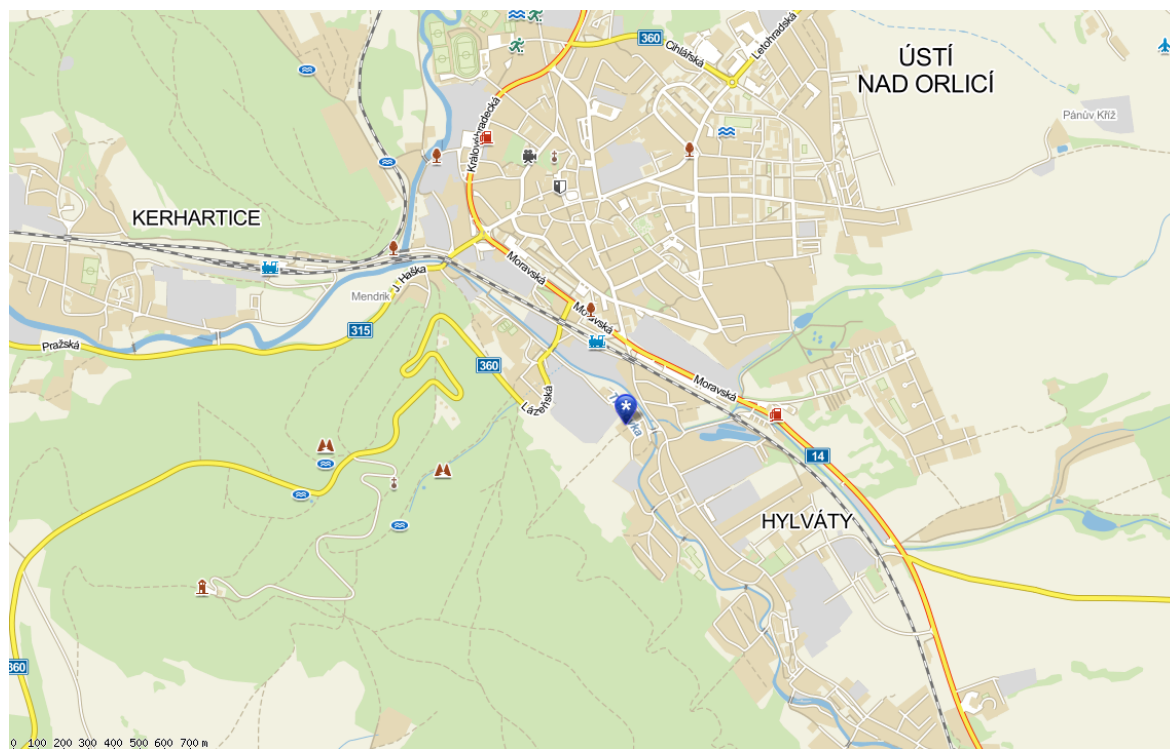 360
Cihlářská
Letohradská
ÚSTÍ
NAD ORLICÍ
Pánův Kříž
Královéhradecká
KERHARTICE
Moravská
J. Haška
Mendrik
Moravská
315
Pražská
360
Moravská
Lázeňská
14
HYLVÁTY
360
0 100 200 300 400 500 600 700 m